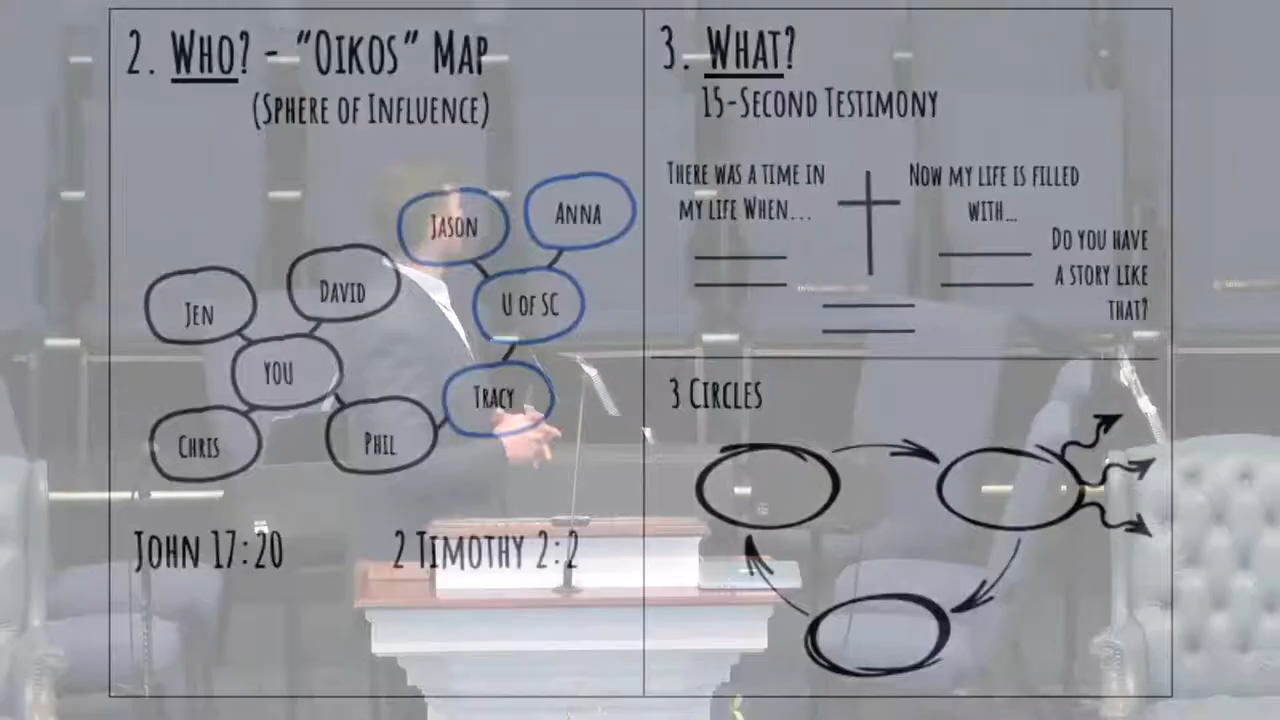 2. WHO? - "OIKOS" MAP
(SPHERE OF INFLUENCE)
JASON
ANNA
JEN
DAVID
U OF SC
YOU
TRACY
CHRIS
PHIL
JOHN 17:20
2 TIMOTHY 2:2
3. WHAT?
15-SECOND TESTIMONY
THERE WAS A TIME IN
MY LIFE WHEN...
NOW MY LIFE IS FILLED
WITH...
DO YOU HAVE
A STORY LIKE
THAT?
3 CIRCLES